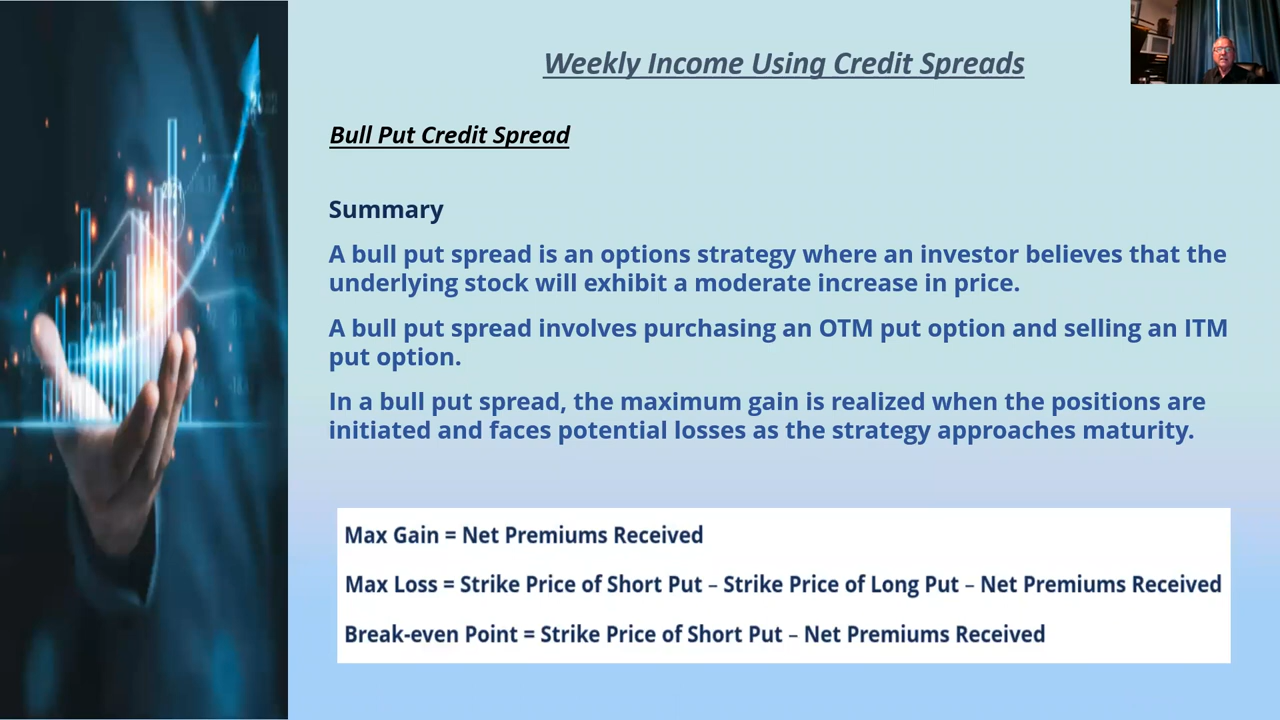 Weekly Income Using Credit Spreads
Bull Put Credit Spread
Summary
A bull put spread is an options strategy where an investor believes that the
underlying stock will exhibit a moderate increase in price.
A bull put spread involves purchasing an OTM put option and selling an ITM
put option.
In a bull put spread, the maximum gain is realized when the positions are
initiated and faces potential losses as the strategy approaches maturity.
Max Gain = Net Premiums Received
Max Loss = Strike Price of Short Put – Strike Price of Long Put – Net Premiums Received
Break-even Point = Strike Price of Short Put – Net Premiums Received